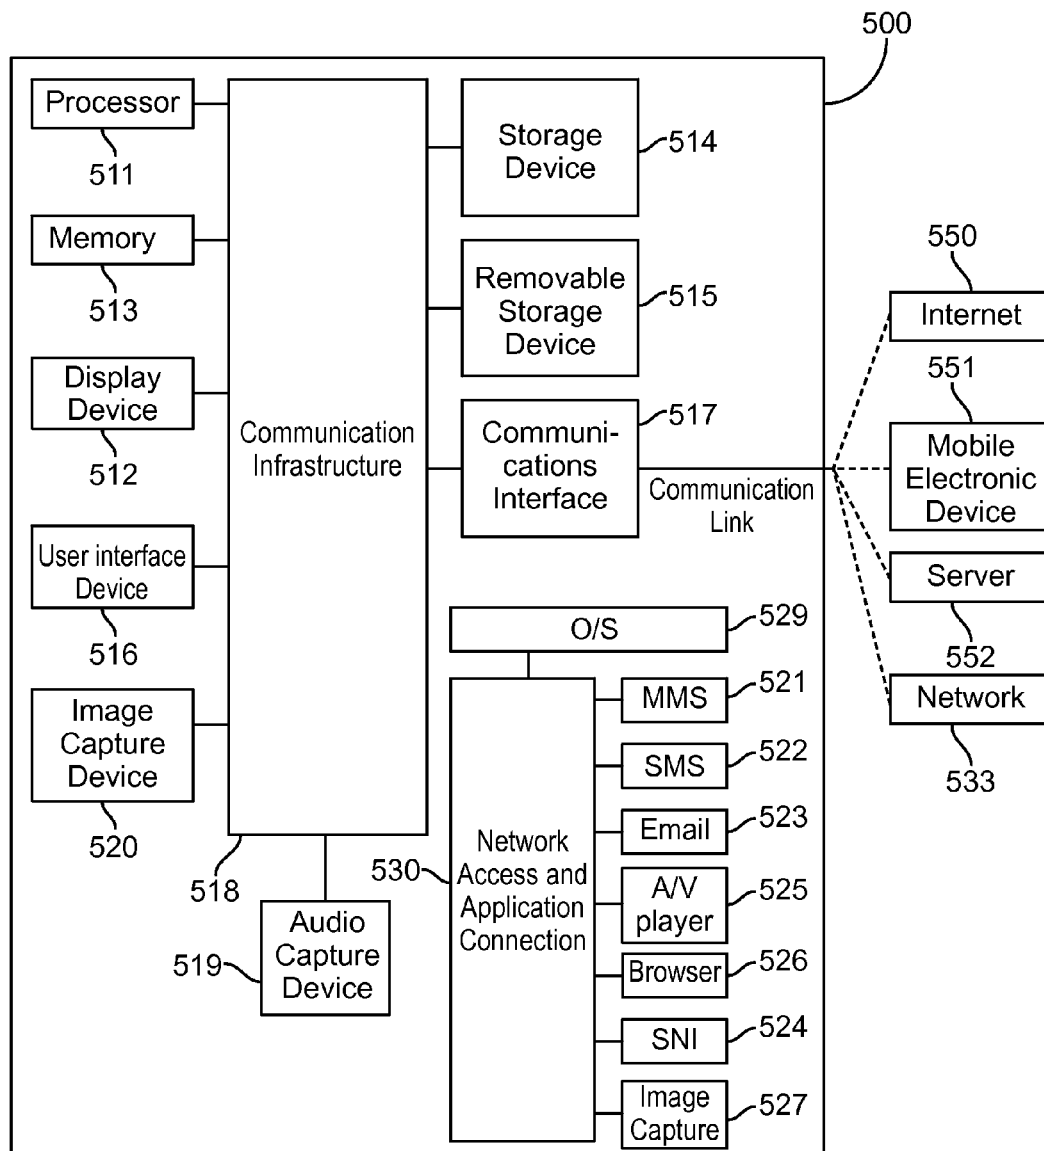 500
Processor
511
Memory
513
Display
Device
512
User interface
Device
516
Image
Capture
Device
520
Communication
Infrastructure
518
Audio
Capture
Device
519
Storage
Device
514
Removable
Storage
Device
515
Communi-
cations
Interface
517
Communication
Link
550
Internet
551
Mobile
Electronic
Device
Server
552
Network
533
O/S
529
Network
Access and
Application
Connection
530
MMS
521
SMS
522
Email
523
A/V
player
525
Browser
526
SNI
524
Image
Capture
527